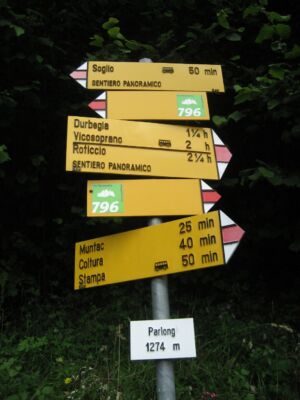 Soglio 50 min
SENTIERO PANORAMICO
796
Durbegia 1¼ h
Vicosoprano 2 h
Roticcio 2¼ h
SENTIERO PANORAMICO
796
Muntac 25 min
Coltura 40 min
Stampa 50 min
Parlong
1274 m